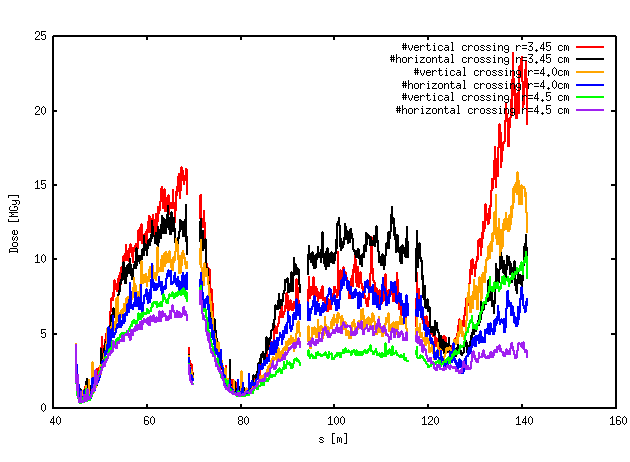 25
#vertical crossing r=3.45 cm
#horizontal crossing r=3.45 cm
#vertical crossing r=4.0cm
#horizontal crossing r=4.0cm
#vertical crossing r=4.5 cm
#horizontal crossing r=4.5 cm
20
15
Dose [MGy]
10
5
0
40 60 80 100 120 140 160
s [m]